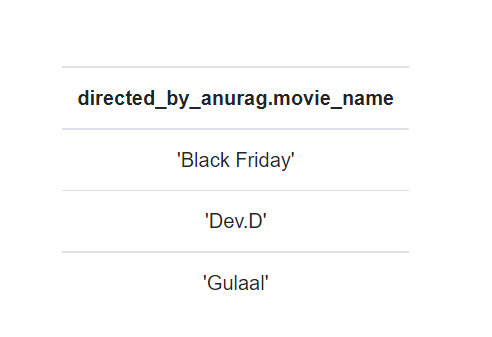 directed_by_anurag.movie_name
'Black Friday'
'Dev.D'
'Gulaal'